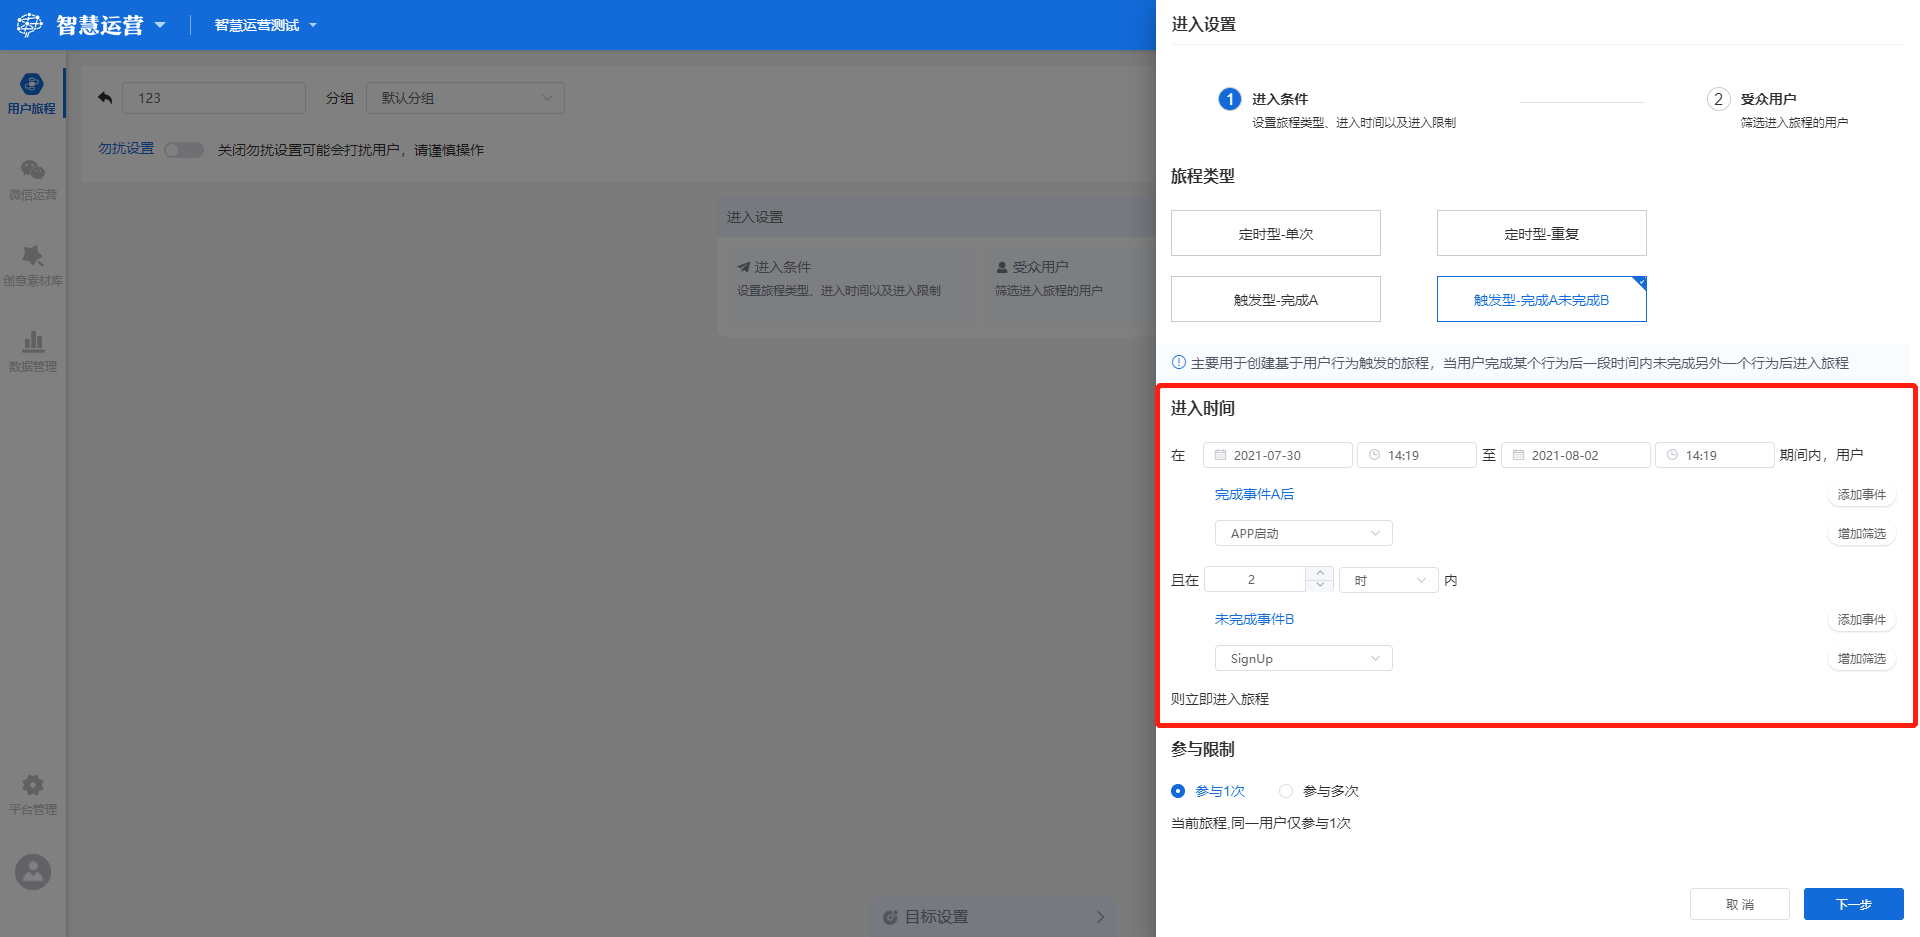 智慧运营
智慧运营测试
用户旅程
微信运营
创意素材库
数据管理
平台管理
123
分组
默认分组
勿扰设置
关闭勿扰设置可能会打扰用户，请谨慎操作
进入设置
进入条件
设置旅程类型、进入时间以及进入限制
受众用户
筛选进入旅程的用户
目标设置
进入设置
1 进入条件
设置旅程类型、进入时间以及进入限制
2 受众用户
筛选进入旅程的用户
旅程类型
定时型-单次
定时型-重复
触发型-完成A
触发型-完成A未完成B
主要用于创建基于用户行为触发的旅程，当用户完成某个行为后一段时间内未完成另外一个行为后进入旅程
进入时间
在 2021-07-30 14:19 至 2021-08-02 14:19 期间内，用户
完成事件A后 添加事件
APP启动 增加筛选
且在 2 时 内
未完成事件B 添加事件
SignUp 增加筛选
则立即进入旅程
参与限制
参与1次 参与多次
当前旅程,同一用户仅参与1次
取消 下一步